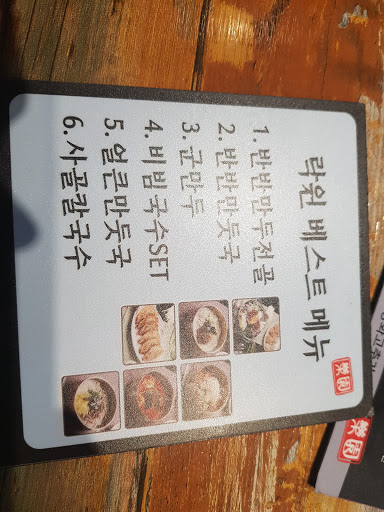 락원 베스트 메뉴
樂園
1. 반반만두전골
2. 반반만둣국
3. 군만두
4. 비빔국수SET
5. 얼큰만둣국
6. 사골칼국수
樂園